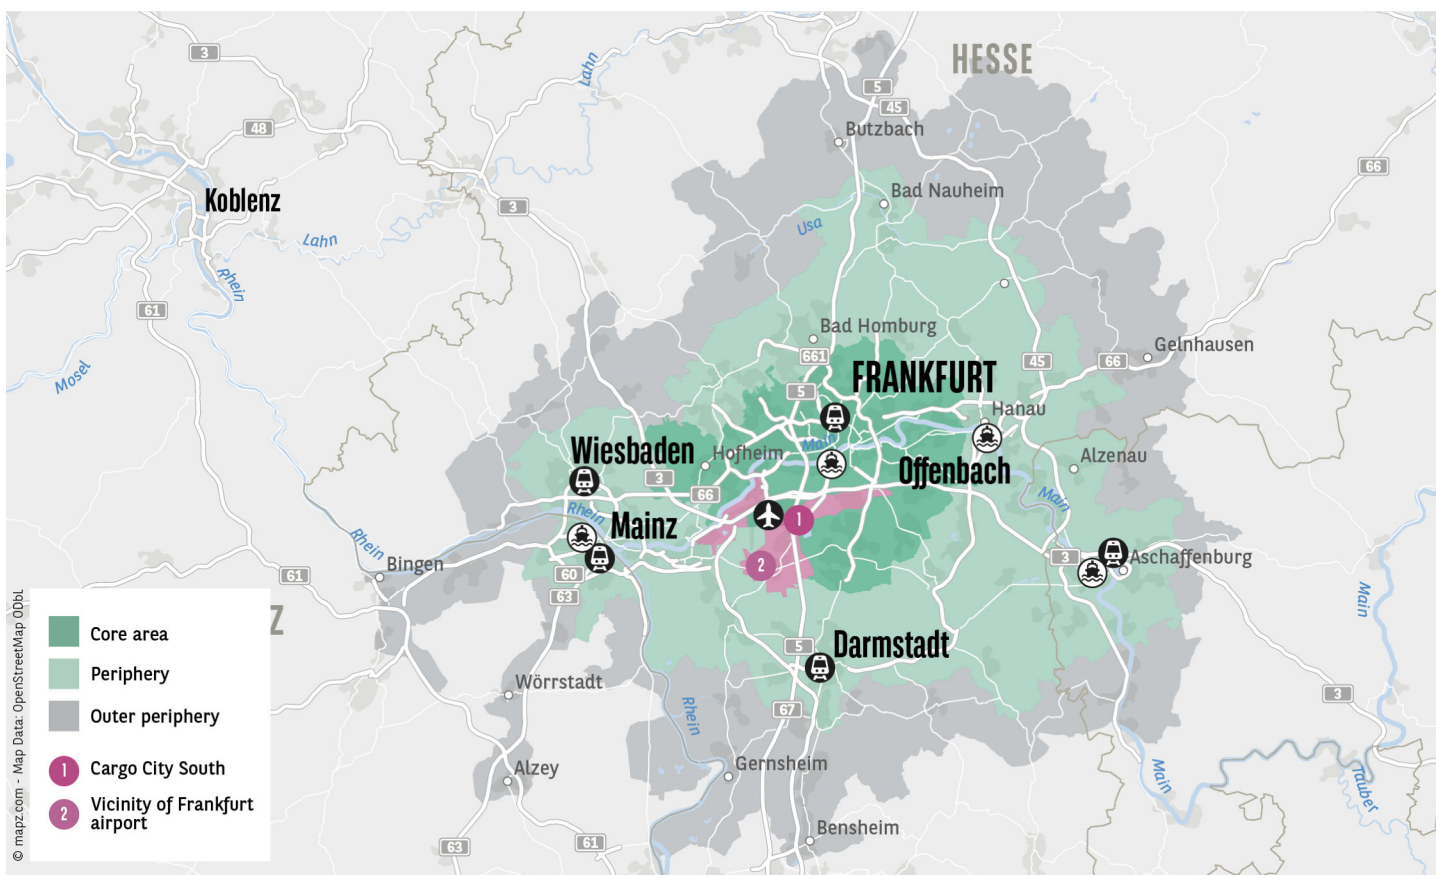 HESSE
3
5
45
Butzbach
Lahn
48
66
Koblenz
Bad Nauheim
3
Usa
Lahn
Rhein
61
Bad Homburg
Gelnhausen
661
45
66
Mosel
5
FRANKFURT
Hanau
Main
Wiesbaden
Hofheim
Alzenau
3
Offenbach
66
Main
Rhein
Mainz
1
Rhein
Bingen
2
3
Aschaffenburg
61
60
63
Main
Z
Core area
5
Darmstadt
Periphery
Wörrstadt
3
Outer periphery
Rhein
67
1 Cargo City South
Alzey
Gernsheim
Main
Tauber
2 Vicinity of Frankfurt
airport
Bensheim
63
61
© mapz.com - Map Data: OpenStreetMap ODbL